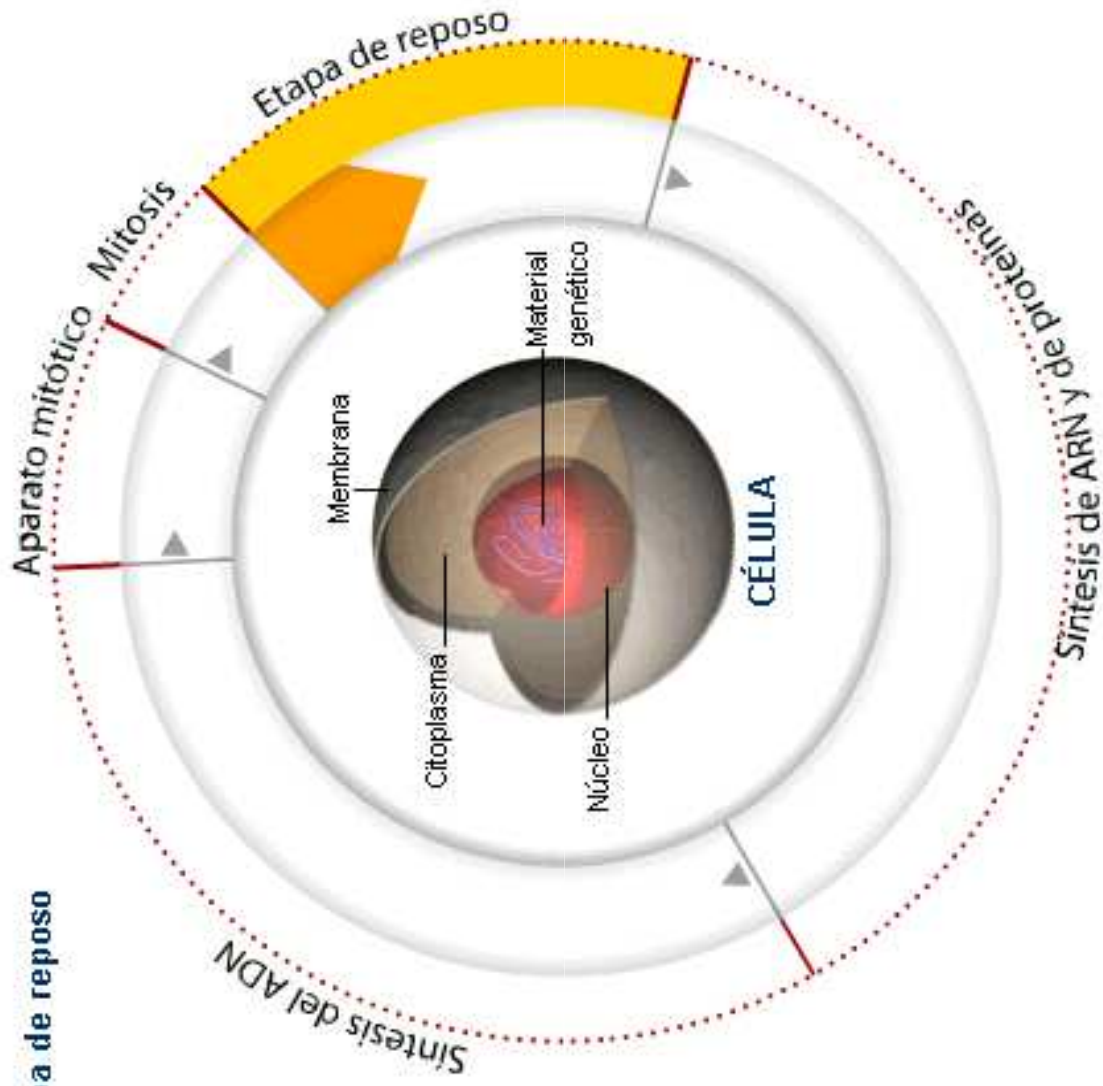 a de reposo
Etapa de reposo
Mitosis
Aparato mitótico
Síntesis del ADN
Síntesis de ARN y de proteínas
Membrana
Citoplasma
Núcleo
Material
genético
CÉLULA